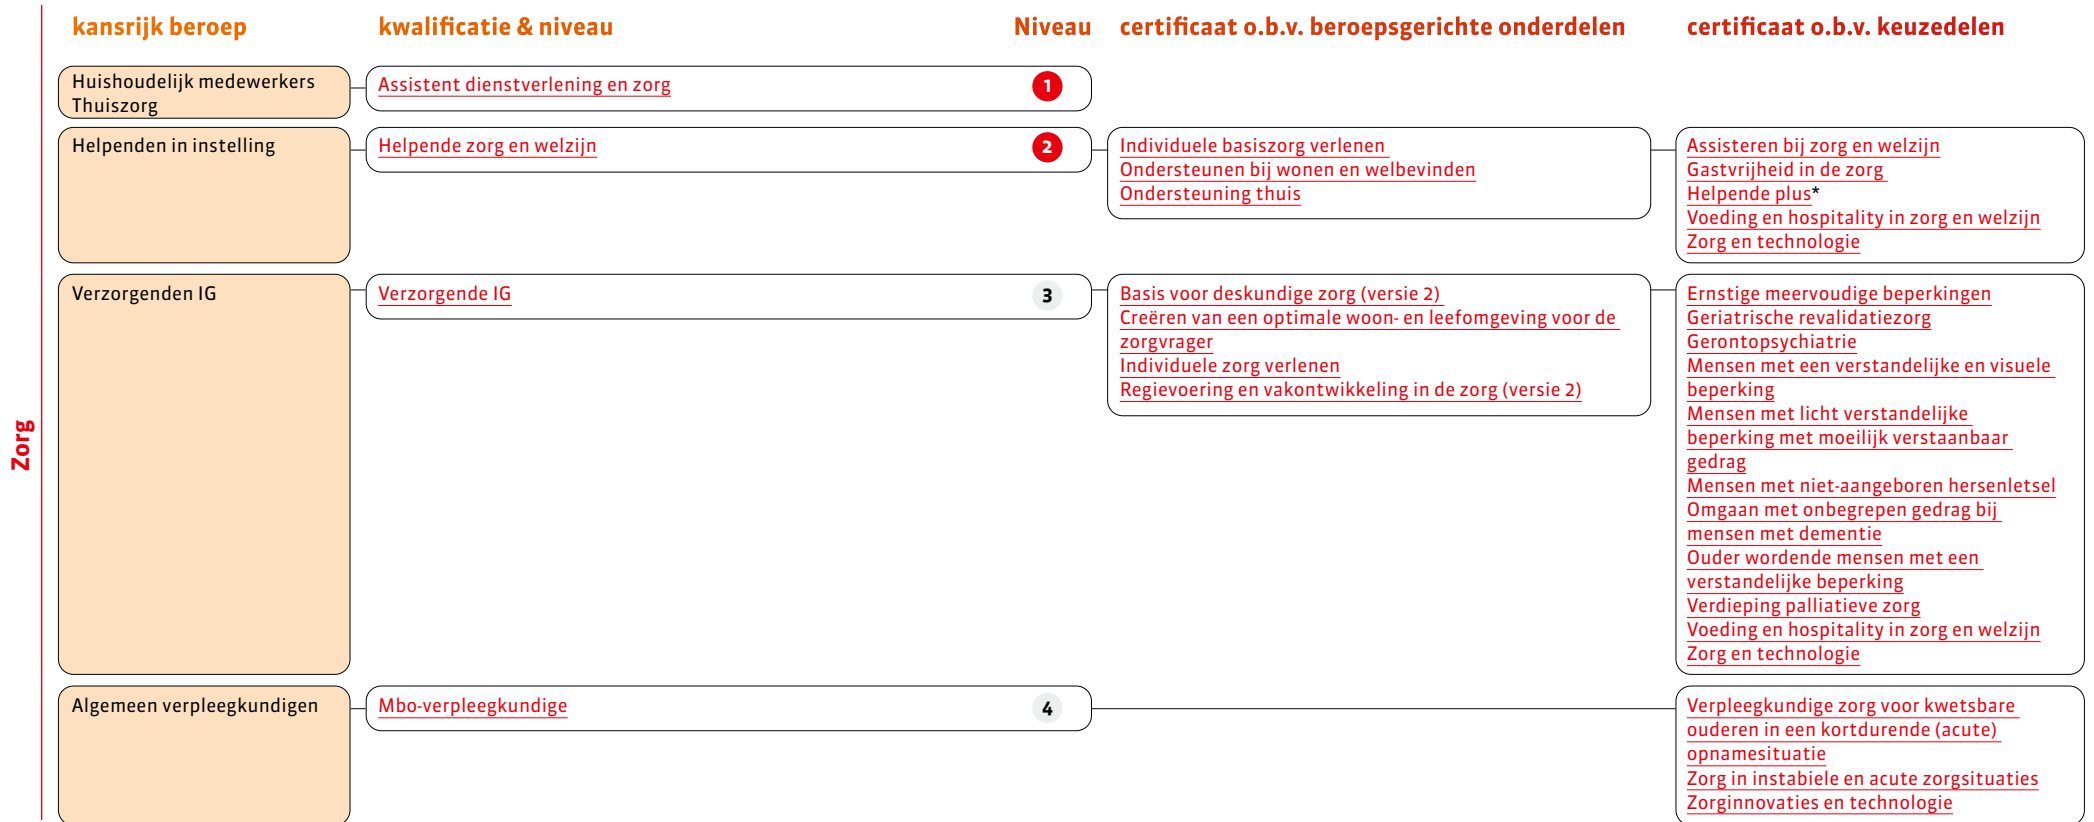 kansrijk beroep
kwalificatie & niveau
Niveau
certificaat o.b.v. beroepsgerichte onderdelen
certificaat o.b.v. keuzedelen
Zorg
Huishoudelijk medewerkers
Thuiszorg
Assistent dienstverlening en zorg
1
Helpenden in instelling
Helpende zorg en welzijn
2
Individuele basiszorg verlenen
Ondersteunen bij wonen en welbevinden
Ondersteuning thuis
Assisteren bij zorg en welzijn
Gastvrijheid in de zorg
Helpende plus*
Voeding en hospitality in zorg en welzijn
Zorg en technologie
Verzorgenden IG
Verzorgende IG
3
Basis voor deskundige zorg (versie 2)
Creëren van een optimale woon- en leefomgeving voor de
zorgvrager
Individuele zorg verlenen
Regievoering en vakontwikkeling in de zorg (versie 2)
Ernstige meervoudige beperkingen
Geriatrische revalidatiezorg
Gerontopsychiatrie
Mensen met een verstandelijke en visuele
beperking
Mensen met licht verstandelijke
beperking met moeilijk verstaanbaar
gedrag
Mensen met niet-aangeboren hersenletsel
Omgaan met onbegrepen gedrag bij
mensen met dementie
Ouder wordende mensen met een
verstandelijke beperking
Verdieping palliatieve zorg
Voeding en hospitality in zorg en welzijn
Zorg en technologie
Algemeen verpleegkundigen
Mbo-verpleegkundige
4
Verpleegkundige zorg voor kwetsbare
ouderen in een kortdurende (acute)
opnamesituatie
Zorg in instabiele en acute zorgsituaties
Zorginnovaties en technologie